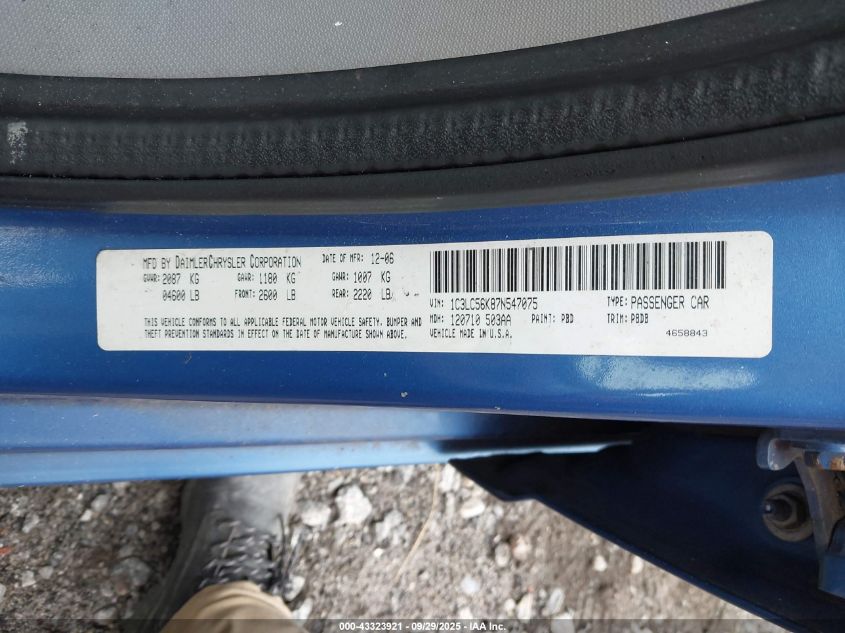 MFD BY DAIMLERCHRYSLER CORPORATION DATE OF MFR: 12-06
GVWR: 2087 KG GAWR: 1180 KG GAWR: 1007 KG
04600 LB FRONT: 2600 LB REAR: 2220 LB
THIS VEHICLE CONFORMS TO ALL APPLICABLE FEDERAL MOTOR VEHICLE SAFETY, BUMPER AND
THEFT PREVENTION STANDARDS IN EFFECT ON THE DATE OF MANUFACTURE SHOWN ABOVE.
VIN: 1C3LC56K87N547075 TYPE: PASSENGER CAR
MDH: 120710 503AA PAINT: PBD TRIM: PBDB
VEHICLE MADE IN U.S.A. 4658843
000-43323921 - 09/29/2025 - IAA Inc.